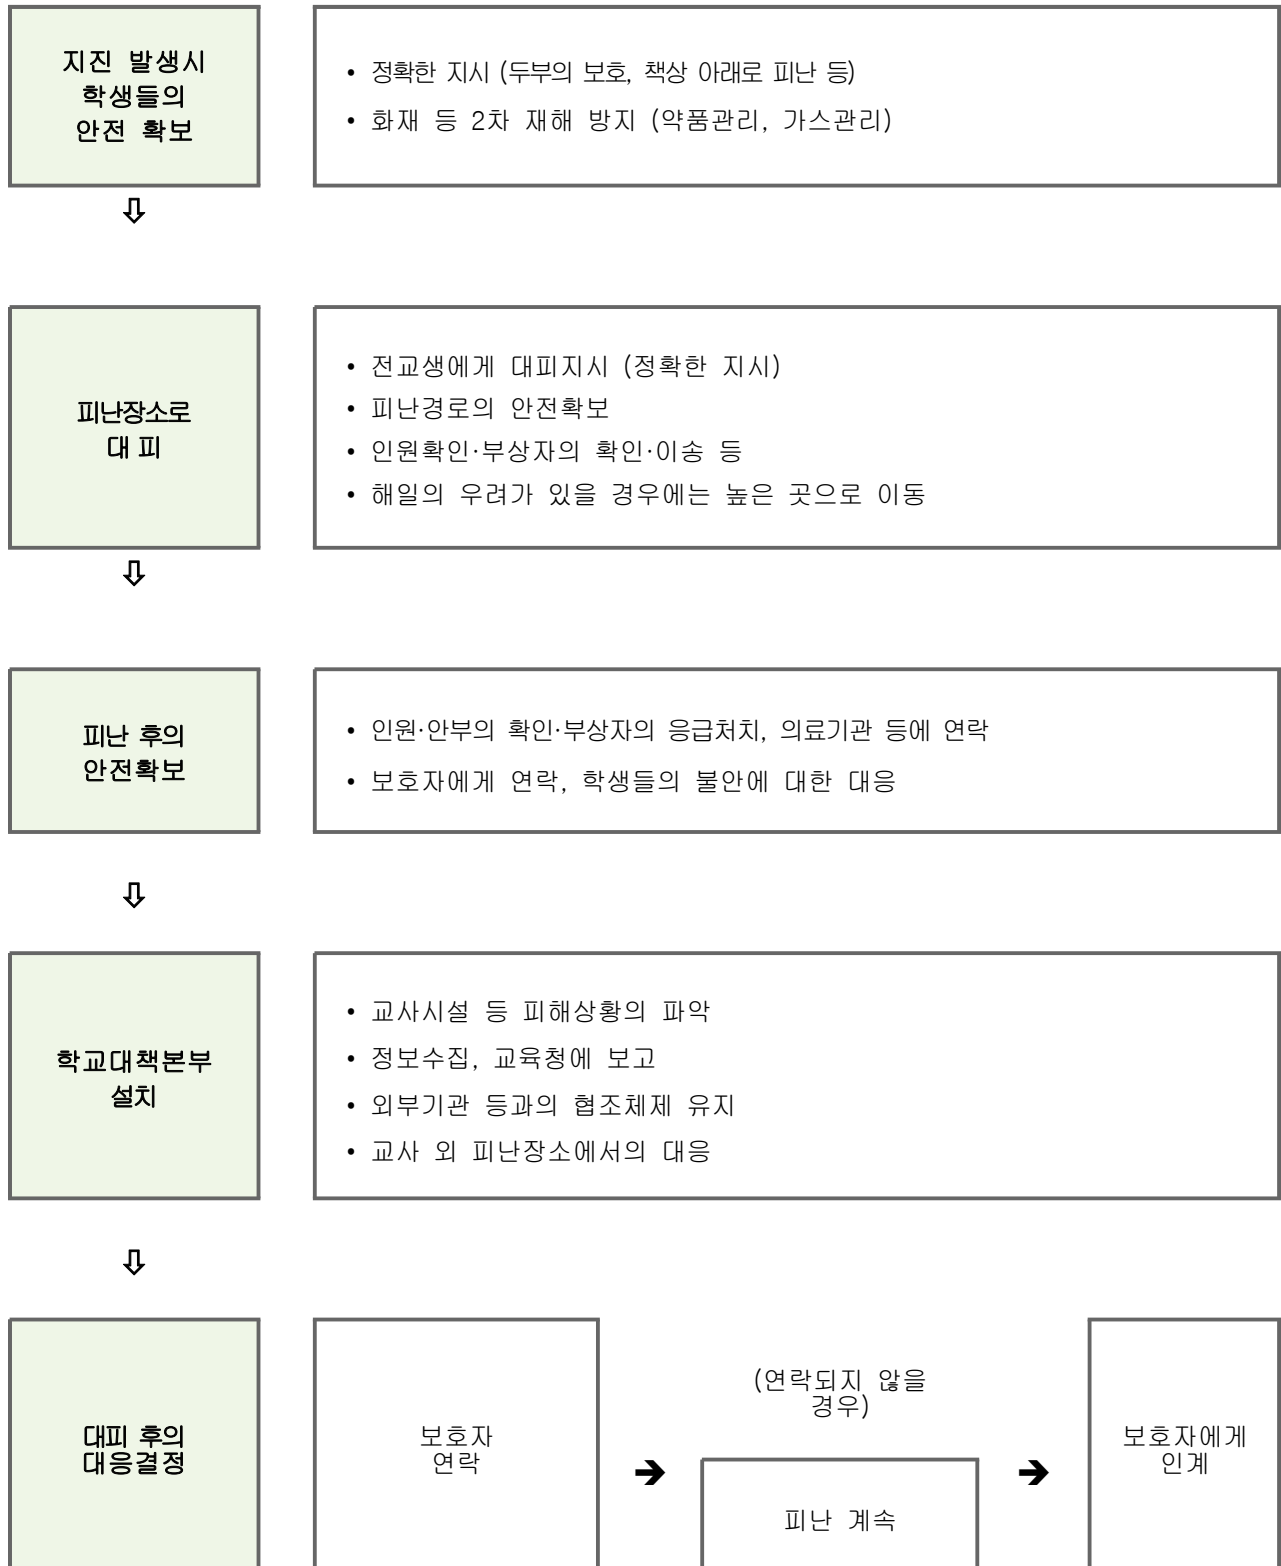 지진 발생시
학생들의
안전 확보
• 정확한 지시 (두부의 보호, 책상 아래로 피난 등)
• 화재 등 2차 재해 방지 (약품관리, 가스관리)
⇩
피난장소로
대 피
• 전교생에게 대피지시 (정확한 지시)
• 피난경로의 안전확보
• 인원확인·부상자의 확인·이송 등
• 해일의 우려가 있을 경우에는 높은 곳으로 이동
⇩
피난 후의
안전확보
• 인원·안부의 확인·부상자의 응급처치, 의료기관 등에 연락
• 보호자에게 연락, 학생들의 불안에 대한 대응
⇩
학교대책본부
설치
• 교사시설 등 피해상황의 파악
• 정보수집, 교육청에 보고
• 외부기관 등과의 협조체제 유지
• 교사 외 피난장소에서의 대응
⇩
대피 후의
대응결정
보호자
연락
➔
(연락되지 않을
경우)
피난 계속
➔
보호자에게
인계